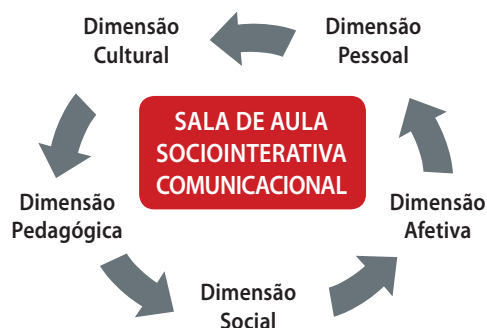 Dimensão
Cultural
Dimensão
Pessoal
SALA DE AULA
SOCIOINTERATIVA
COMUNICACIONAL
Dimensão
Pedagógica
Dimensão
Afetiva
Dimensão
Social